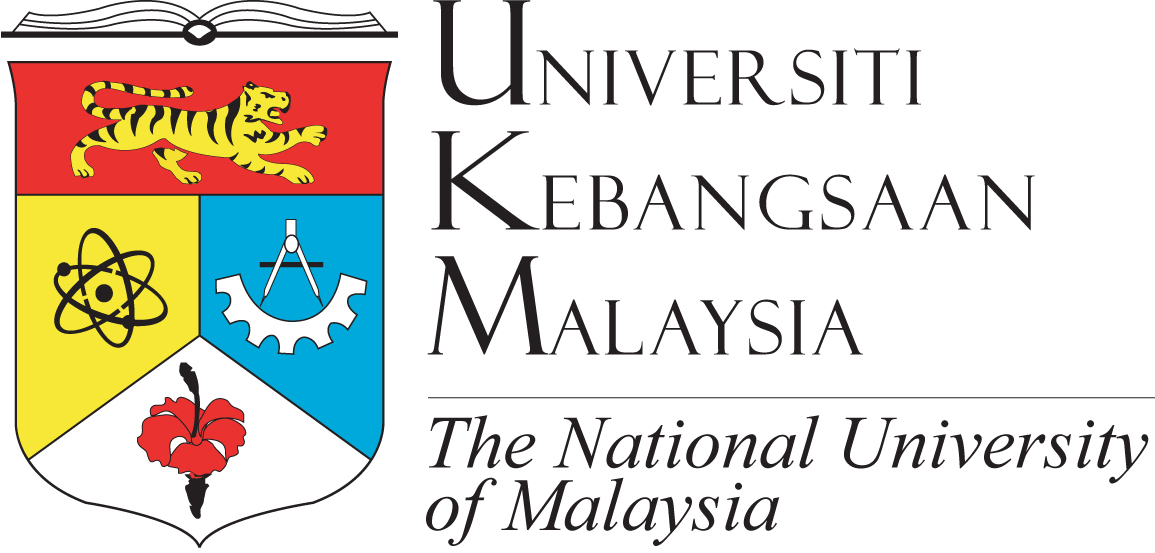 Universiti
Kebangsaan
Malaysia
The National University
of Malaysia